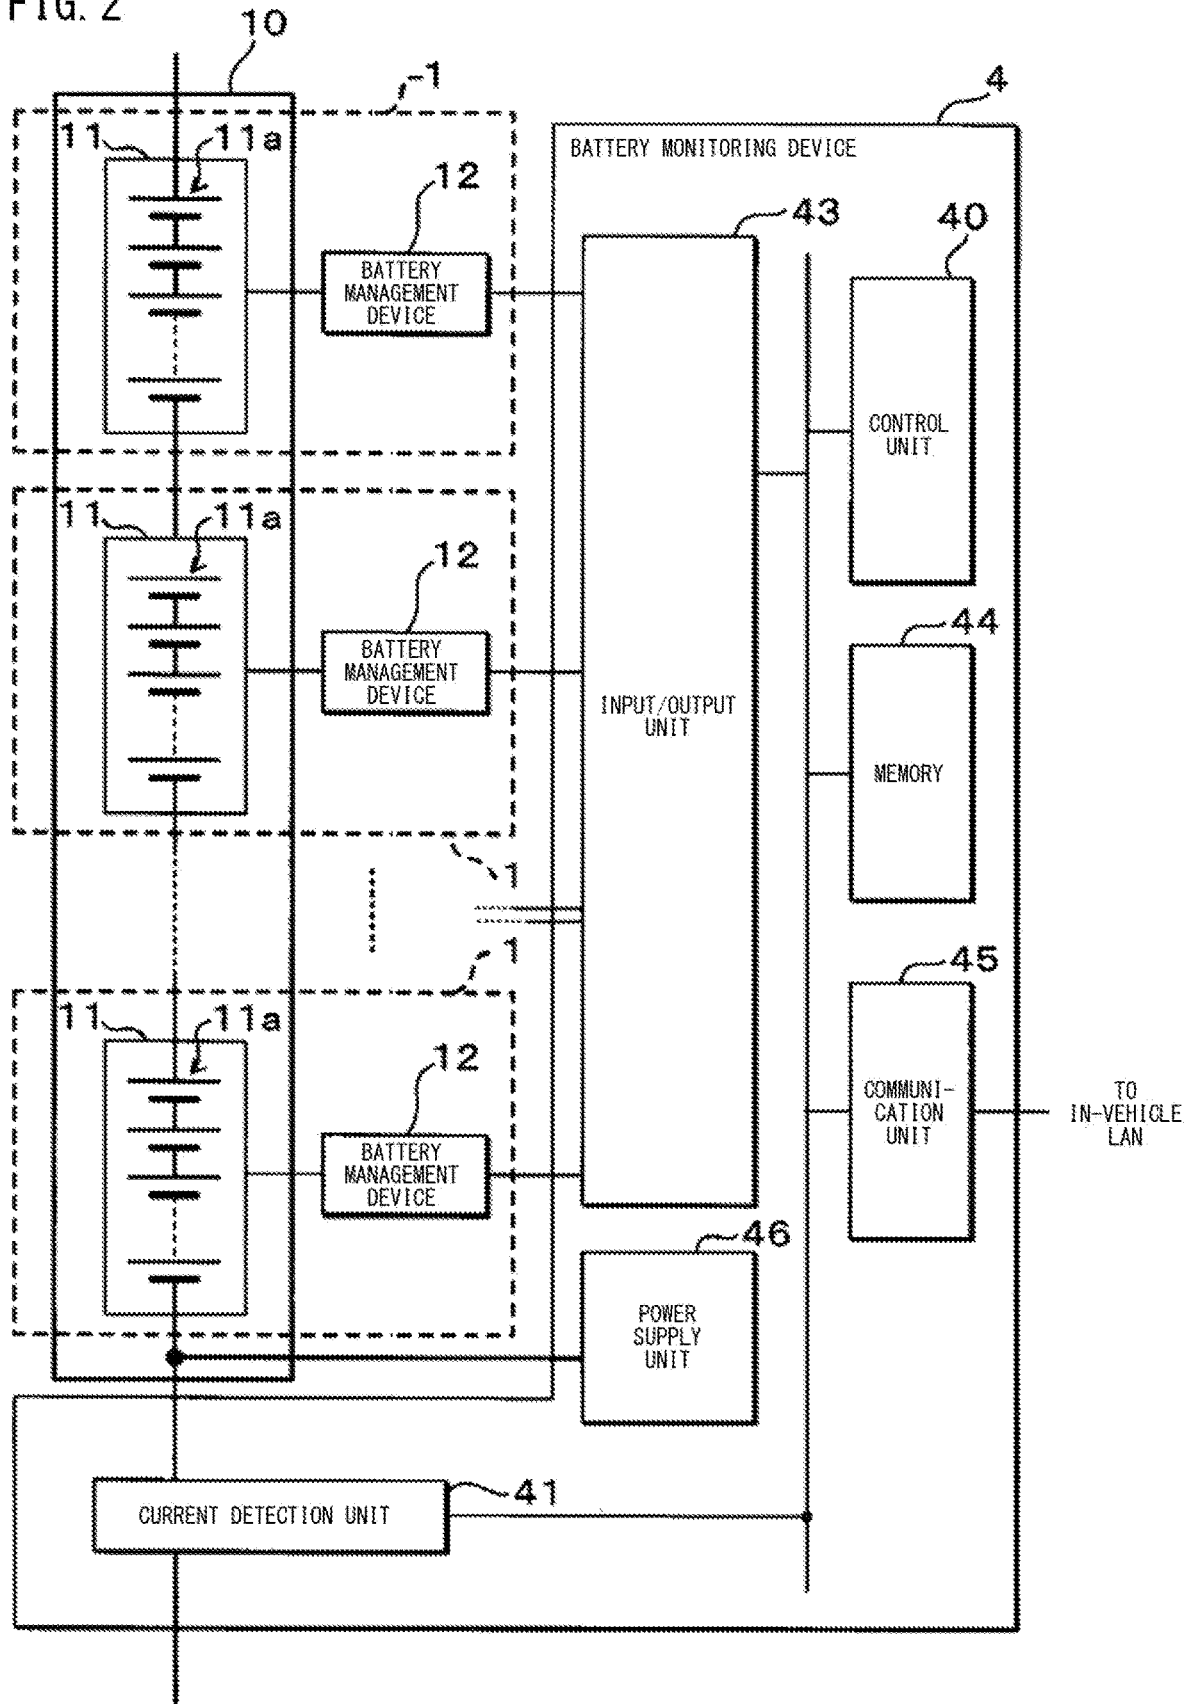 FIG. 2
10
1
4
11
11a
BATTERY MONITORING DEVICE
12
43
40
BATTERY
MANAGEMENT
DEVICE
CONTROL
UNIT
11
11a
12
44
BATTERY
MANAGEMENT
DEVICE
INPUT/OUTPUT
UNIT
MEMORY
1
1
45
11
11a
12
BATTERY
MANAGEMENT
DEVICE
COMMUNI-
CATION
UNIT
TO
IN-VEHICLE
LAN
46
POWER
SUPPLY
UNIT
41
CURRENT DETECTION UNIT